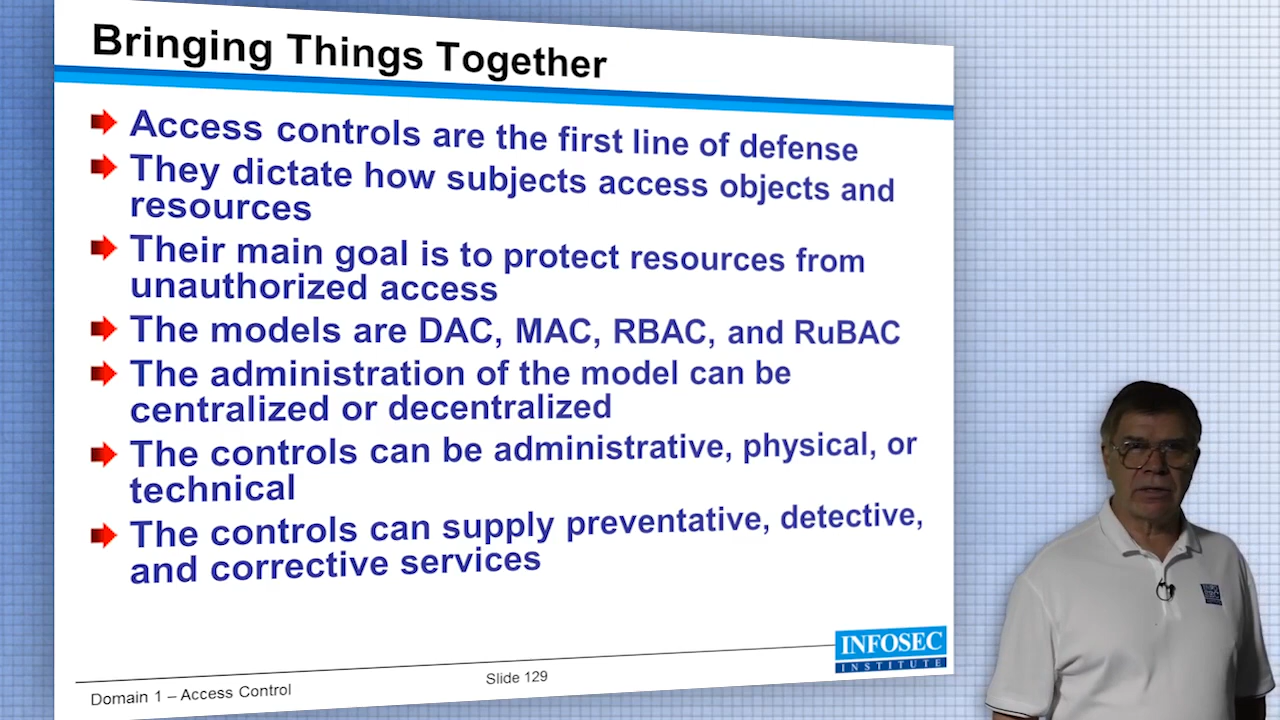 Bringing Things Together
Access controls are the first line of defense
They dictate how subjects access objects and
resources
Their main goal is to protect resources from
unauthorized access
The models are DAC, MAC, RBAC, and RuBAC
The administration of the model can be
centralized or decentralized
The controls can be administrative, physical, or
technical
The controls can supply preventative, detective,
and corrective services
INFOSEC
INSTITUTE
Slide 129
Domain 1 – Access Control